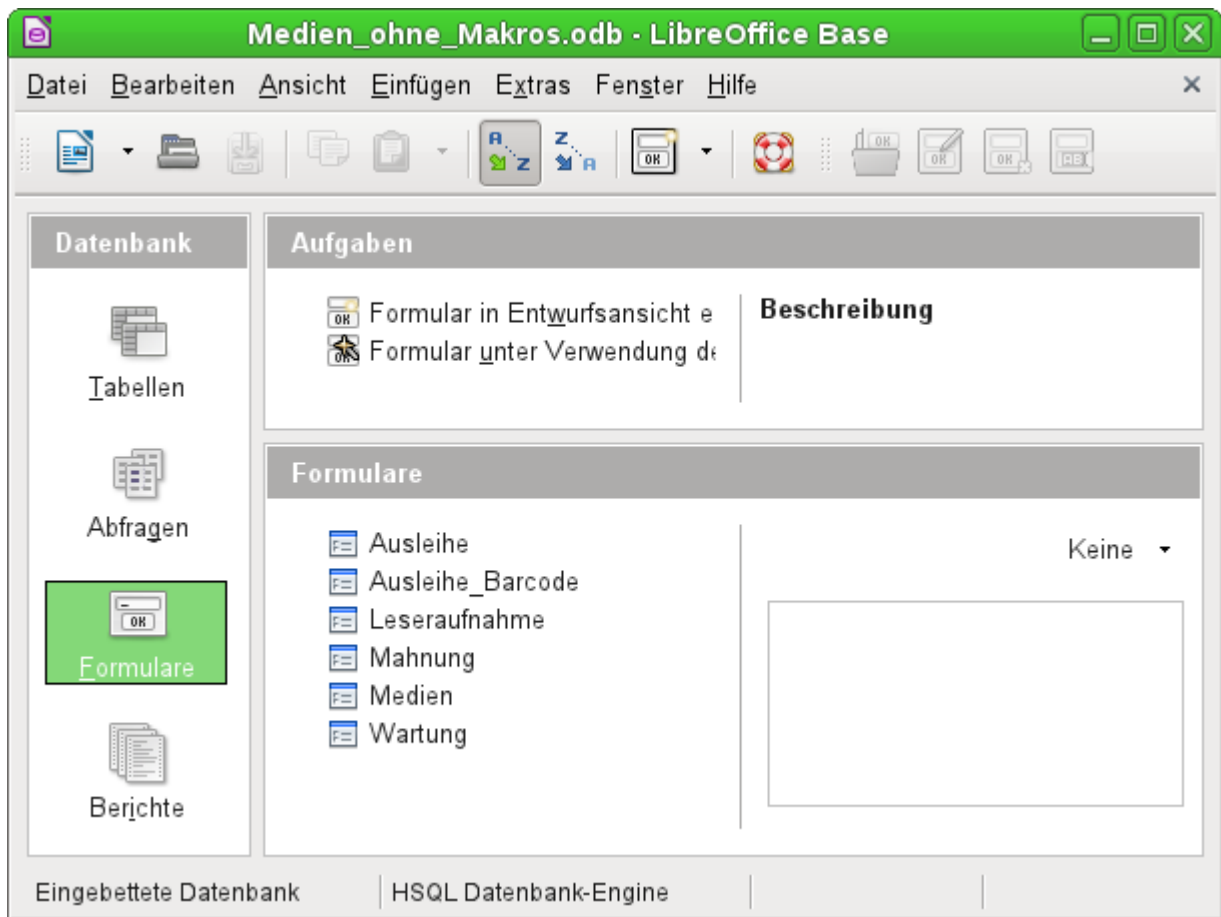 Medien_ohne_Makros.odb - LibreOffice Base
Datei Bearbeiten Ansicht Einfügen Extras Fenster Hilfe
Datenbank
Tabellen
Abfragen
Formulare
Berichte
Aufgaben
Formular in Entwurfsansicht e
Formular unter Verwendung de
Beschreibung
Formulare
Ausleihe
Ausleihe_Barcode
Leseraufnahme
Mahnung
Medien
Wartung
Keine
Eingebettete Datenbank
HSQL Datenbank-Engine